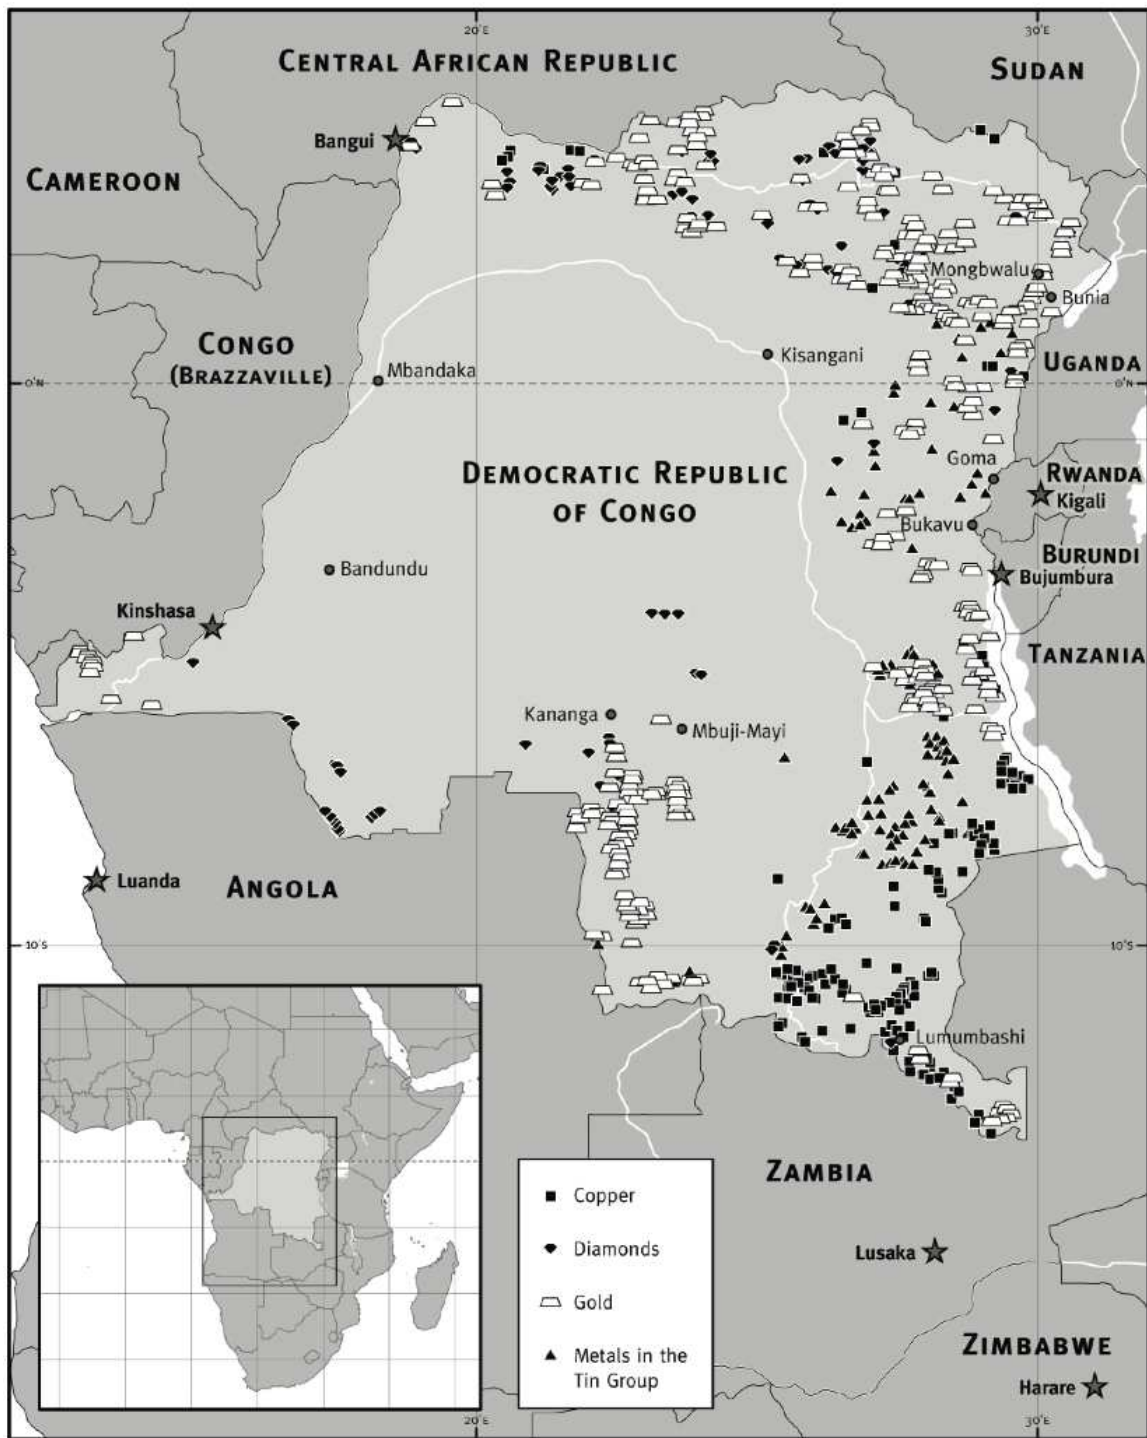 20°E
30°E
CENTRAL AFRICAN REPUBLIC
SUDAN
Bangui
CAMEROON
Mongbwalu
Bunia
CONGO
(BRAZZAVILLE)
Kisangani
UGANDA
Mbandaka
0°N
0°N
DEMOCRATIC REPUBLIC
OF CONGO
Goma
RWANDA
Kigali
Bukavu
BURUNDI
Bandundu
Bujumbura
Kinshasa
TANZANIA
Kananga
Mbuji-Mayi
Luanda
ANGOLA
10°S
10°S
Lumumbashi
ZAMBIA
Copper
Diamonds
Lusaka
Gold
ZIMBABWE
Metals in the
Tin Group
Harare
20°E
30°E